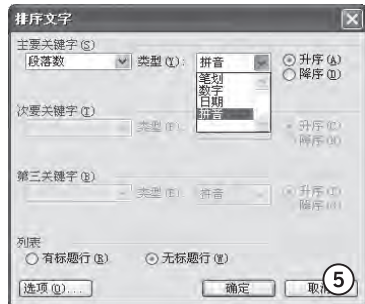 排序文字
主要关键字(S)
段落数 类型(Y): 拼音 升序(A)
降序(D)
笔划
数字
日期
拼音
次要关键字(T)
类型(P): 升序(C)
降序(N)
第三关键字(B)
类型(E) 拼音 升序(I)
降序(G)
列表
有标题行(R) 无标题行(W)
选项(O)... 确定 取消 5